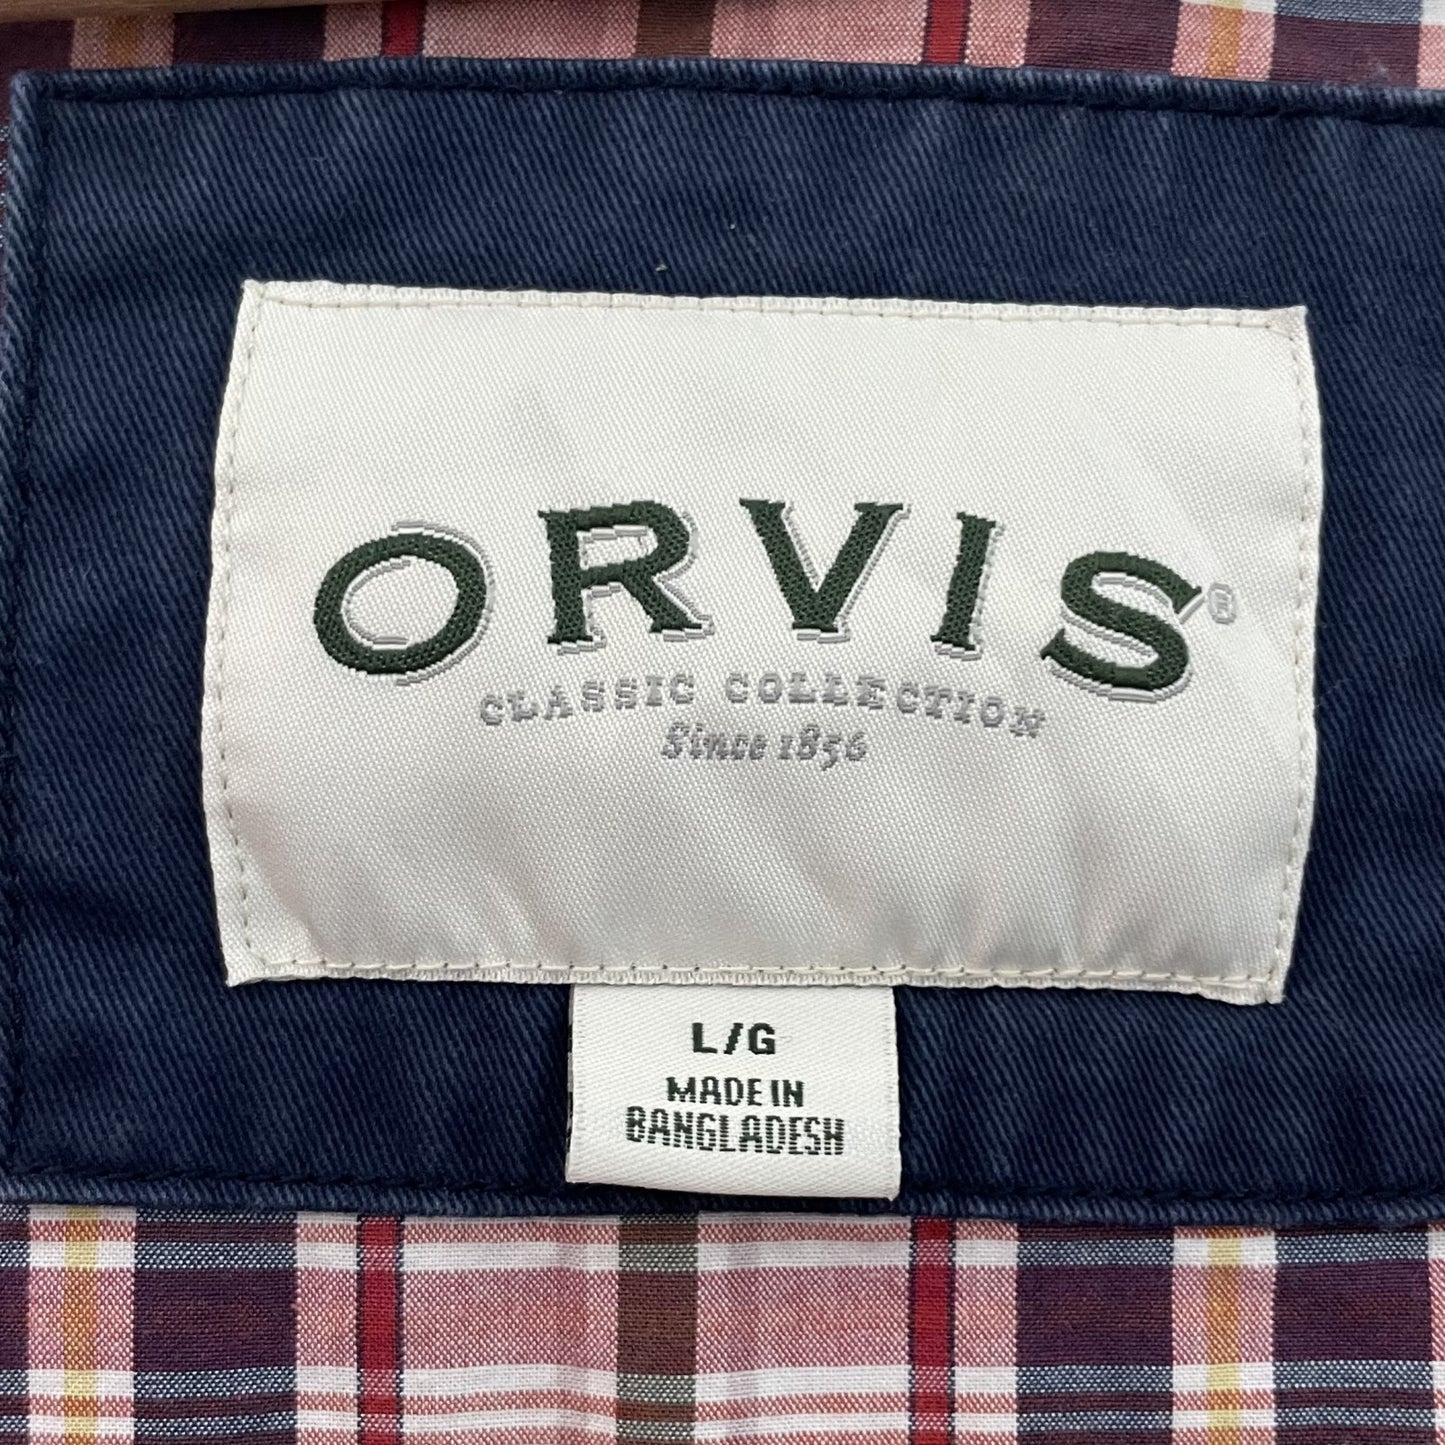 ORVIS®
CLASSIC COLLECTION
Since 1856
L/G
MADE IN
BANGLADESH